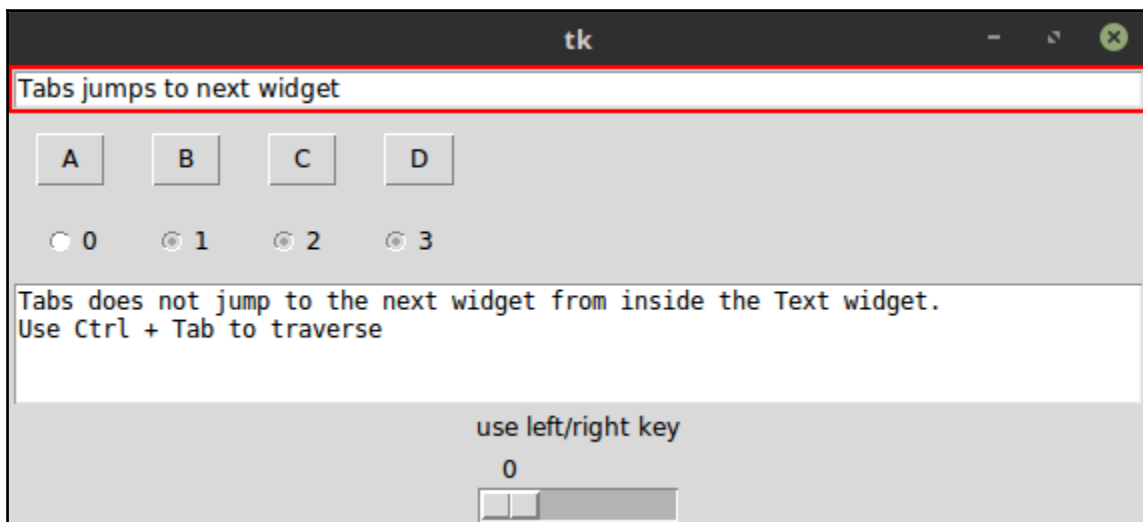 tk
Tabs jumps to next widget
A B C D
0 1 2 3
Tabs does not jump to the next widget from inside the Text widget.
Use Ctrl + Tab to traverse
use left/right key
0